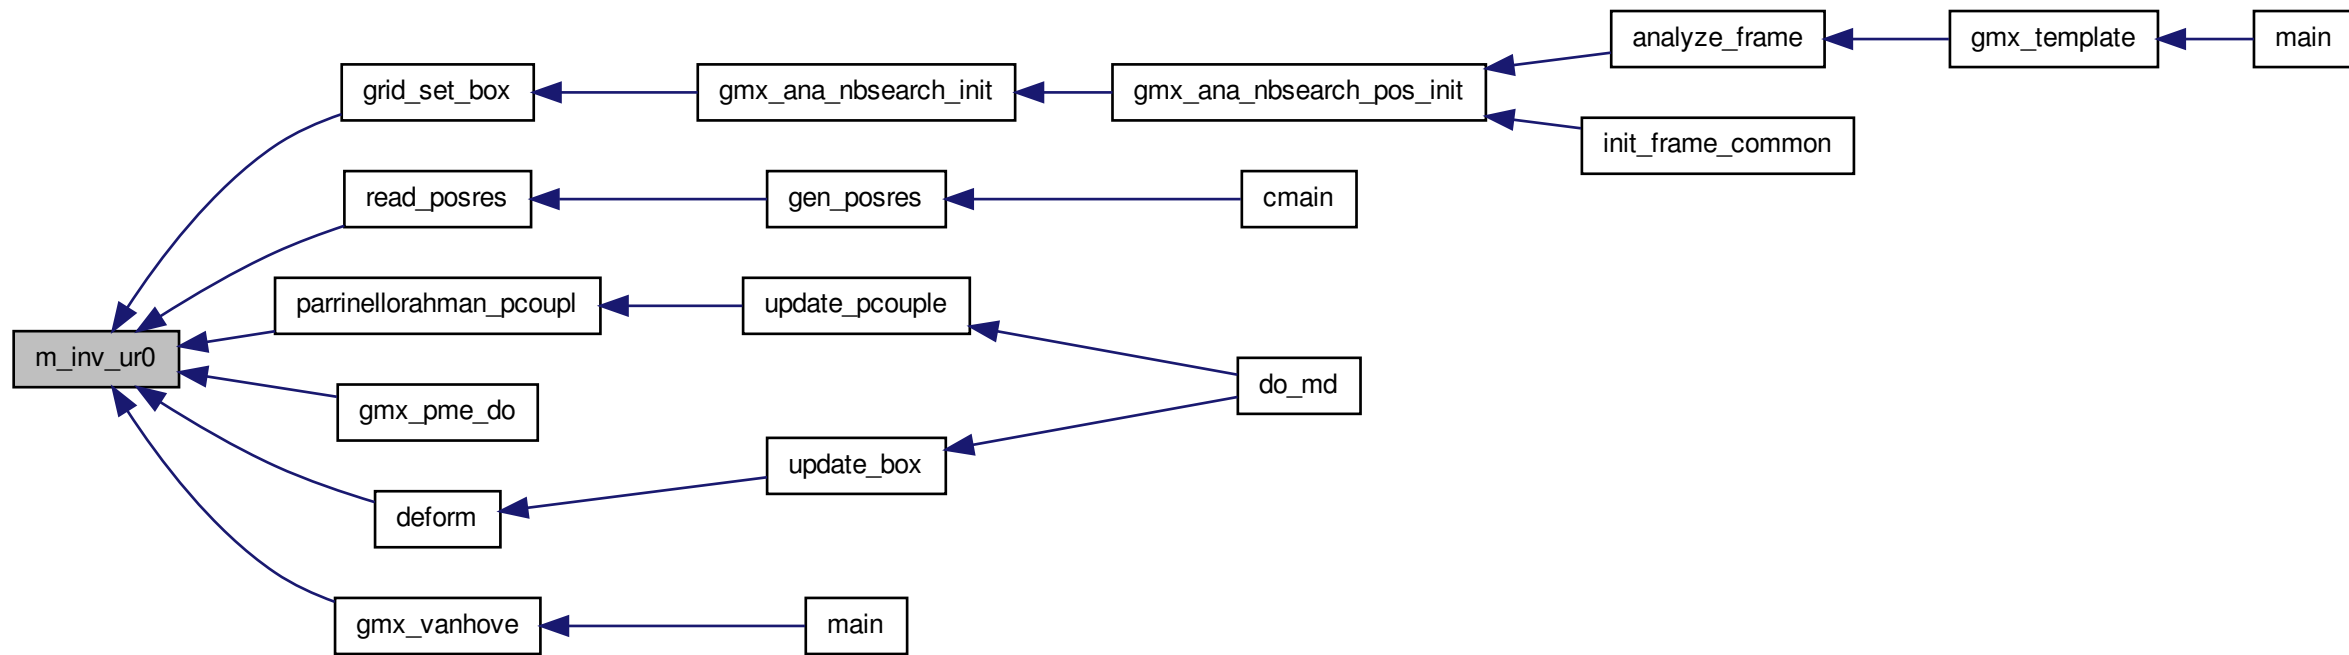 analyze_frame
gmx_template
main
grid_set_box
gmx_ana_nbsearch_init
gmx_ana_nbsearch_pos_init
init_frame_common
read_posres
gen_posres
cmain
parrinellorahman_pcoupl
update_pcouple
m_inv_ur0
do_md
gmx_pme_do
update_box
deform
gmx_vanhove
main